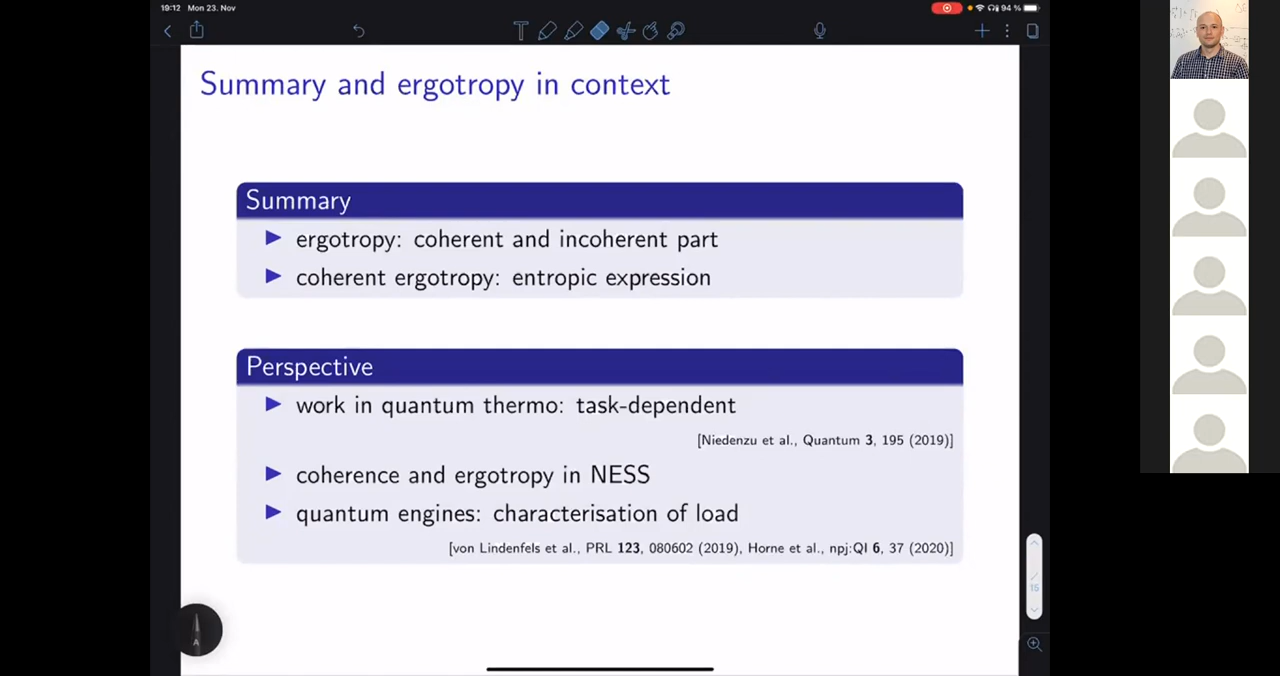 19:12 Mon 23. Nov
94 %
Summary and ergotropy in context
Summary
▶ ergotropy: coherent and incoherent part
▶ coherent ergotropy: entropic expression
Perspective
▶ work in quantum thermo: task-dependent
[Niedenzu et al., Quantum 3, 195 (2019)]
▶ coherence and ergotropy in NESS
▶ quantum engines: characterisation of load
[von Lindenfels et al., PRL 123, 080602 (2019), Horne et al., npj:QI 6, 37 (2020)]
15
A